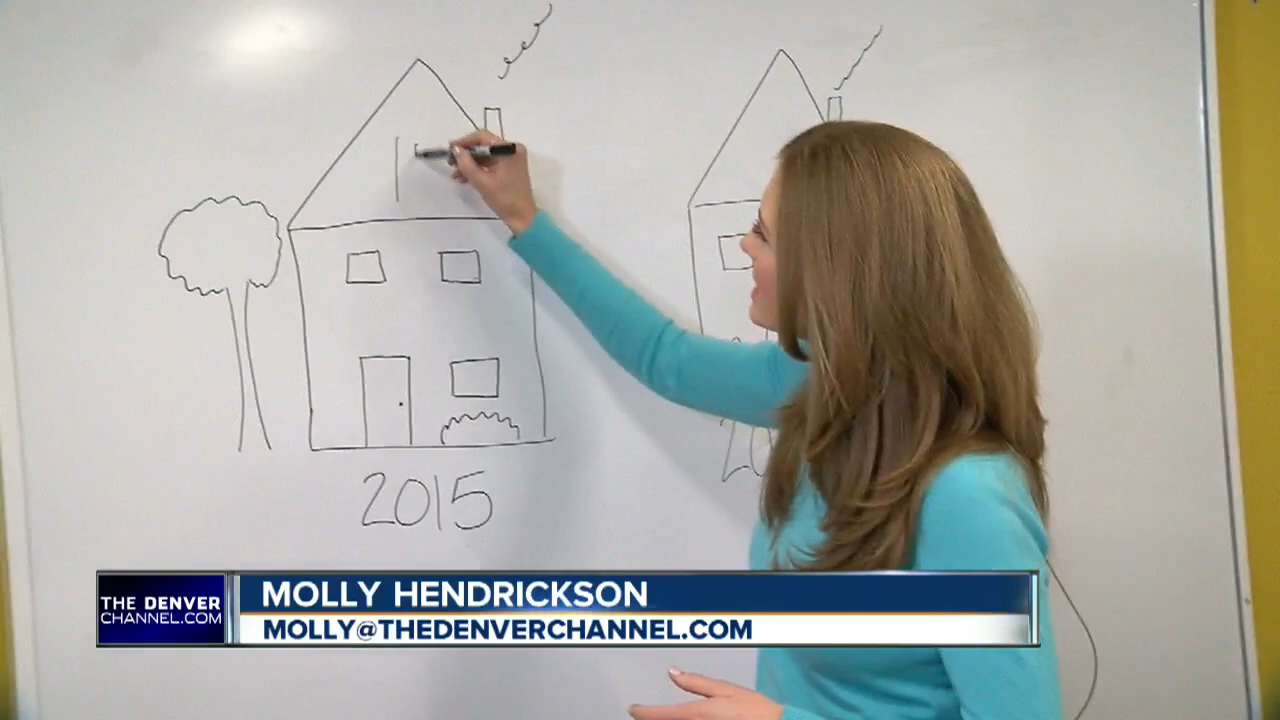 2015
THE DENVER
CHANNEL.COM
MOLLY HENDRICKSON
MOLLY@THEDENVERCHANNEL.COM